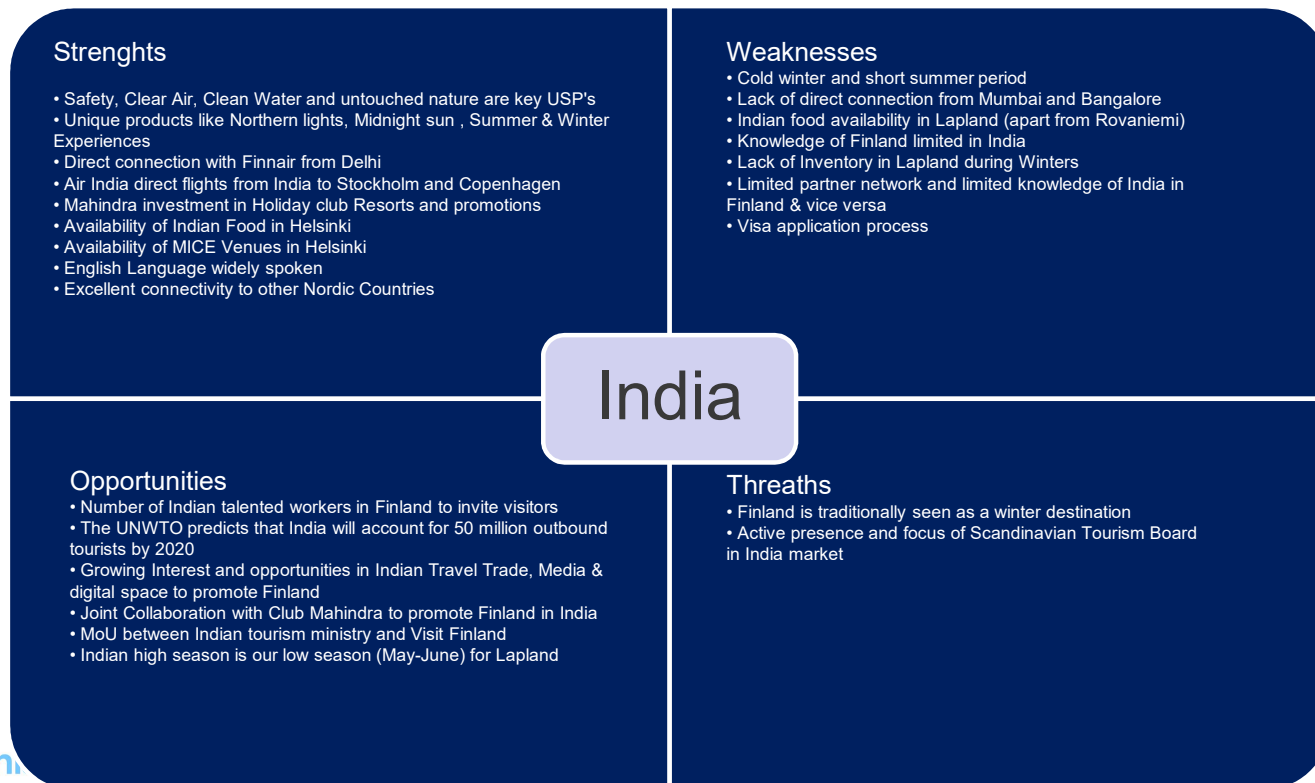 Strenghts
• Safety, Clear Air, Clean Water and untouched nature are key USP's
• Unique products like Northern lights, Midnight sun , Summer & Winter
Experiences
• Direct connection with Finnair from Delhi
• Air India direct flights from India to Stockholm and Copenhagen
• Mahindra investment in Holiday club Resorts and promotions
• Availability of Indian Food in Helsinki
• Availability of MICE Venues in Helsinki
• English Language widely spoken
• Excellent connectivity to other Nordic Countries
Weaknesses
• Cold winter and short summer period
• Lack of direct connection from Mumbai and Bangalore
• Indian food availability in Lapland (apart from Rovaniemi)
• Knowledge of Finland limited in India
• Lack of Inventory in Lapland during Winters
• Limited partner network and limited knowledge of India in
Finland & vice versa
• Visa application process
India
Opportunities
• Number of Indian talented workers in Finland to invite visitors
• The UNWTO predicts that India will account for 50 million outbound
tourists by 2020
• Growing Interest and opportunities in Indian Travel Trade, Media &
digital space to promote Finland
• Joint Collaboration with Club Mahindra to promote Finland in India
• MoU between Indian tourism ministry and Visit Finland
• Indian high season is our low season (May-June) for Lapland
Threaths
• Finland is traditionally seen as a winter destination
• Active presence and focus of Scandinavian Tourism Board
in India market